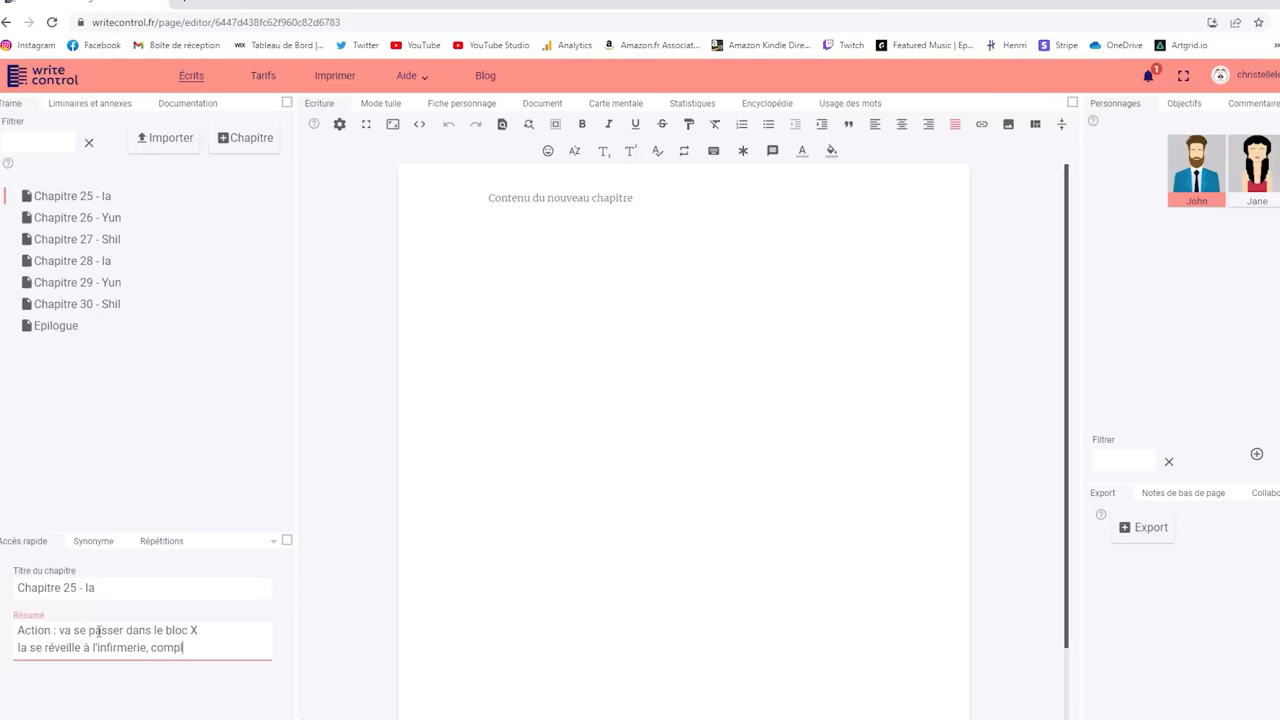 writecontrol.fr/page/editor/6447d438fc62f960c82d6783
Instagram Facebook Boîte de réception WIX Tableau de Bord |... Twitter YouTube YouTube Studio Analytics Amazon.fr Associat... Amazon Kindle Dire... Twitch Featured Music | Ep... Henrri Stripe OneDrive Artgrid.io
write control Écrits Tarifs Imprimer Aide Blog 1
Trame Liminaires et annexes Documentation
Filtrer
Importer Chapitre
Chapitre 25 - Ia
Chapitre 26 - Yun
Chapitre 27 - Shil
Chapitre 28 - Ia
Chapitre 29 - Yun
Chapitre 30 - Shil
Epilogue
Accès rapide Synonyme Répétitions
Titre du chapitre
Chapitre 25 - Ia
Résumé
Action : va se passer dans le bloc X
Ia se réveille à l'infirmerie, compl
Écriture Mode tuile Fiche personnage Document Carte mentale Statistiques Encyclopédie Usage des mots
Contenu du nouveau chapitre
Personnages Objectifs Commentaire
John Jane
Filtrer
Export Notes de bas de page Collabo
Export